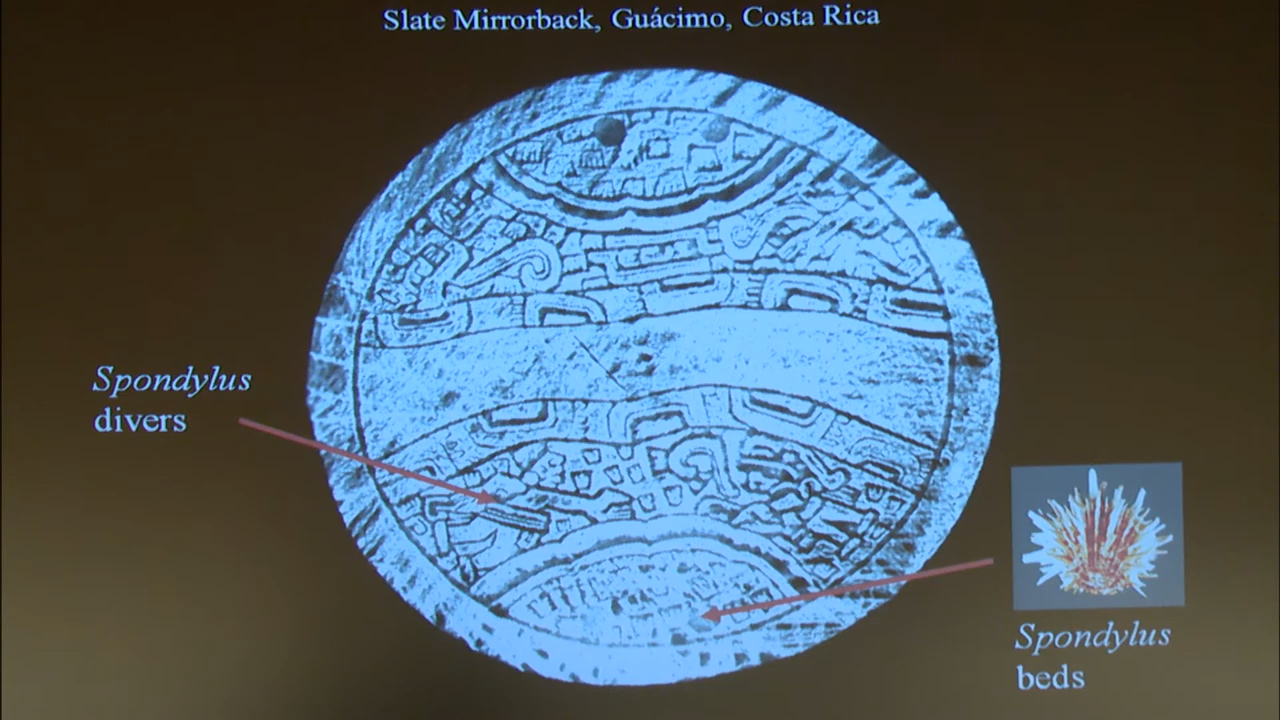 Slate Mirrorback, Guácimo, Costa Rica
Spondylus
divers
Spondylus
beds